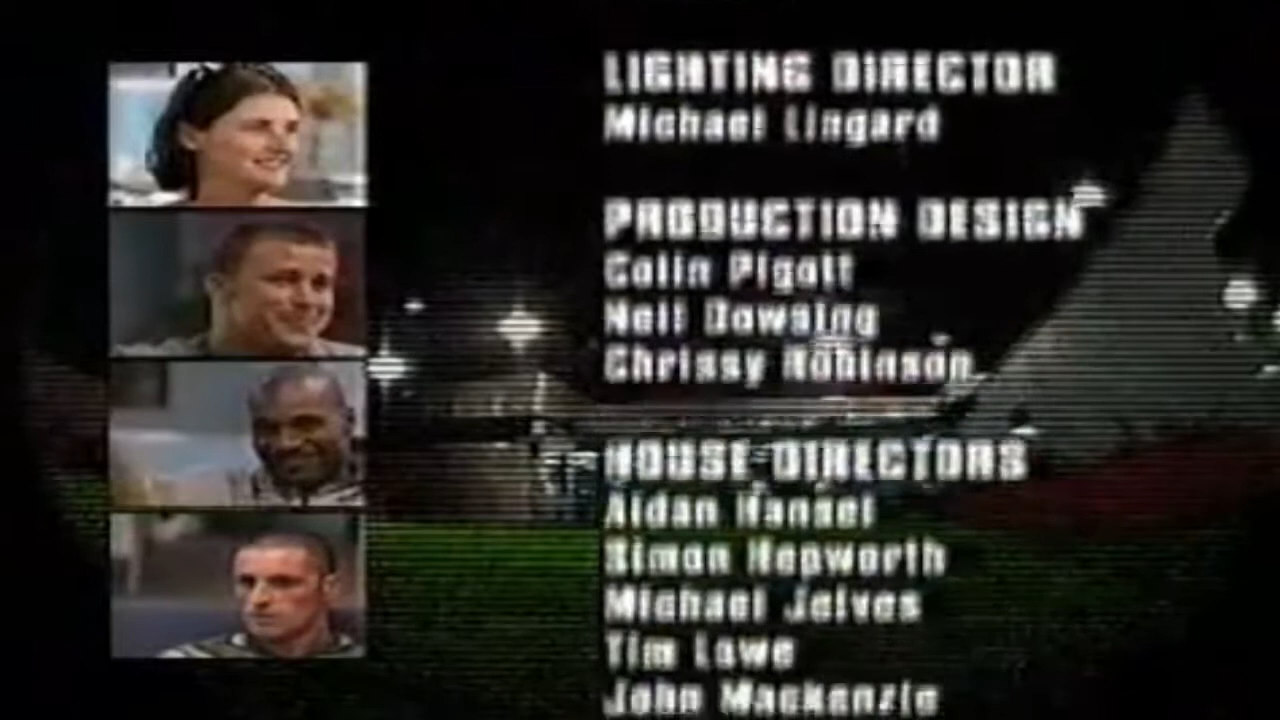 LIGHTING DIRECTOR
Michael Lingard
PRODUCTION DESIGN
Colin Pigott
Neil Dowsing
Chrissy Robinson
HOUSE DIRECTORS
Aidan Hansel
Simon Hepworth
Michael Jelves
Tim Lowe
John Mackenzie